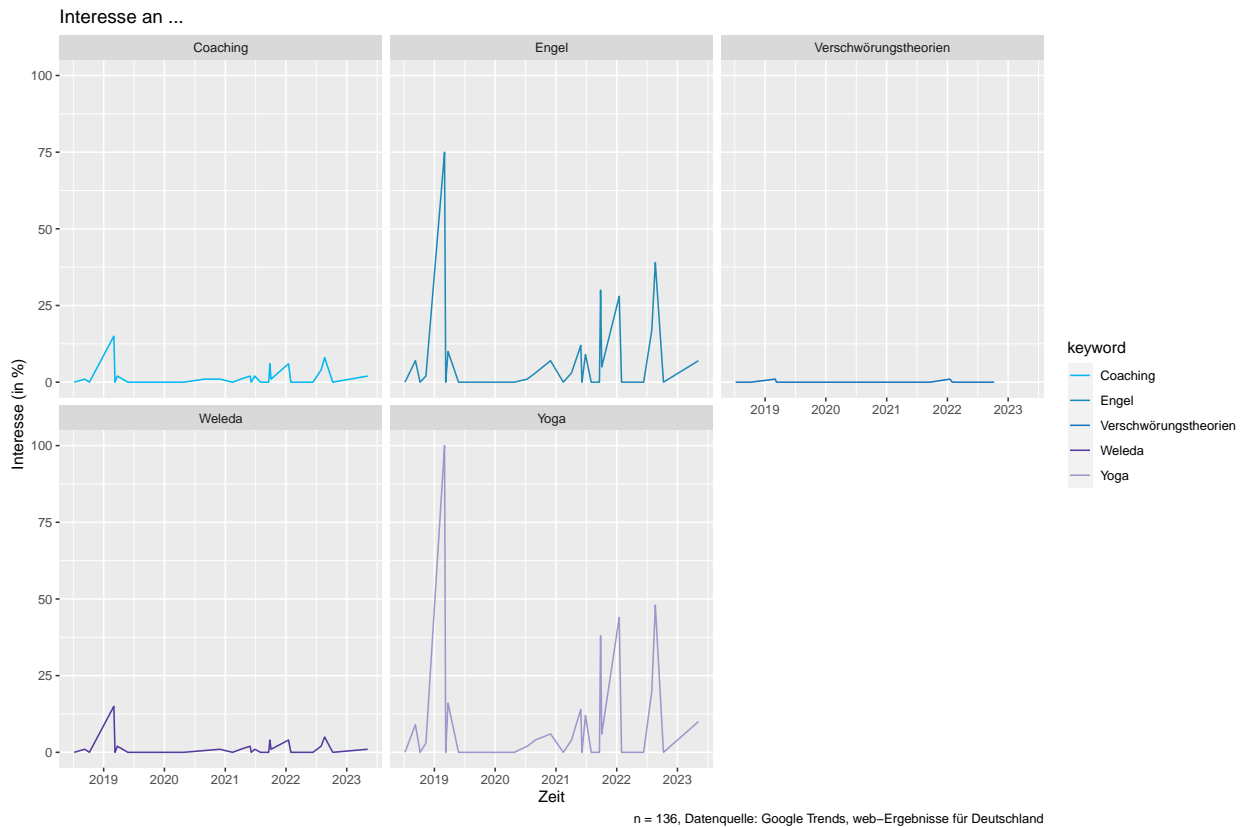 Interesse an ...
Coaching
Engel
Verschwörungstheorien
100
75
50
25
0
2019 2020 2021 2022 2023
Weleda
Yoga
100
75
50
25
0
2019 2020 2021 2022 2023
2019 2020 2021 2022 2023
Interesse (in %)
Zeit
keyword
Coaching
Engel
Verschwörungstheorien
Weleda
Yoga
n = 136, Datenquelle: Google Trends, web−Ergebnisse für Deutschland